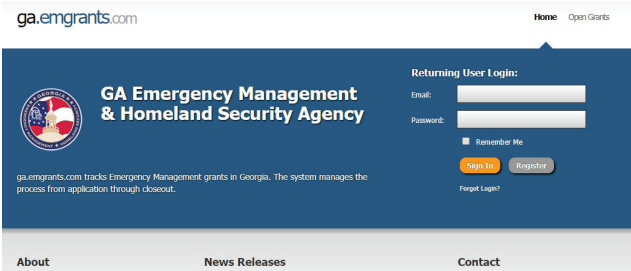 ga.emgrants.com
Home Open Grants
Returning User Login:
GA Emergency Management
& Homeland Security Agency
Email:
Password:
Remember Me
Sign In Register
Forgot Login?
ga.emgrants.com tracks Emergency Management grants in Georgia. The system manages the
process from application through closeout.
About News Releases Contact